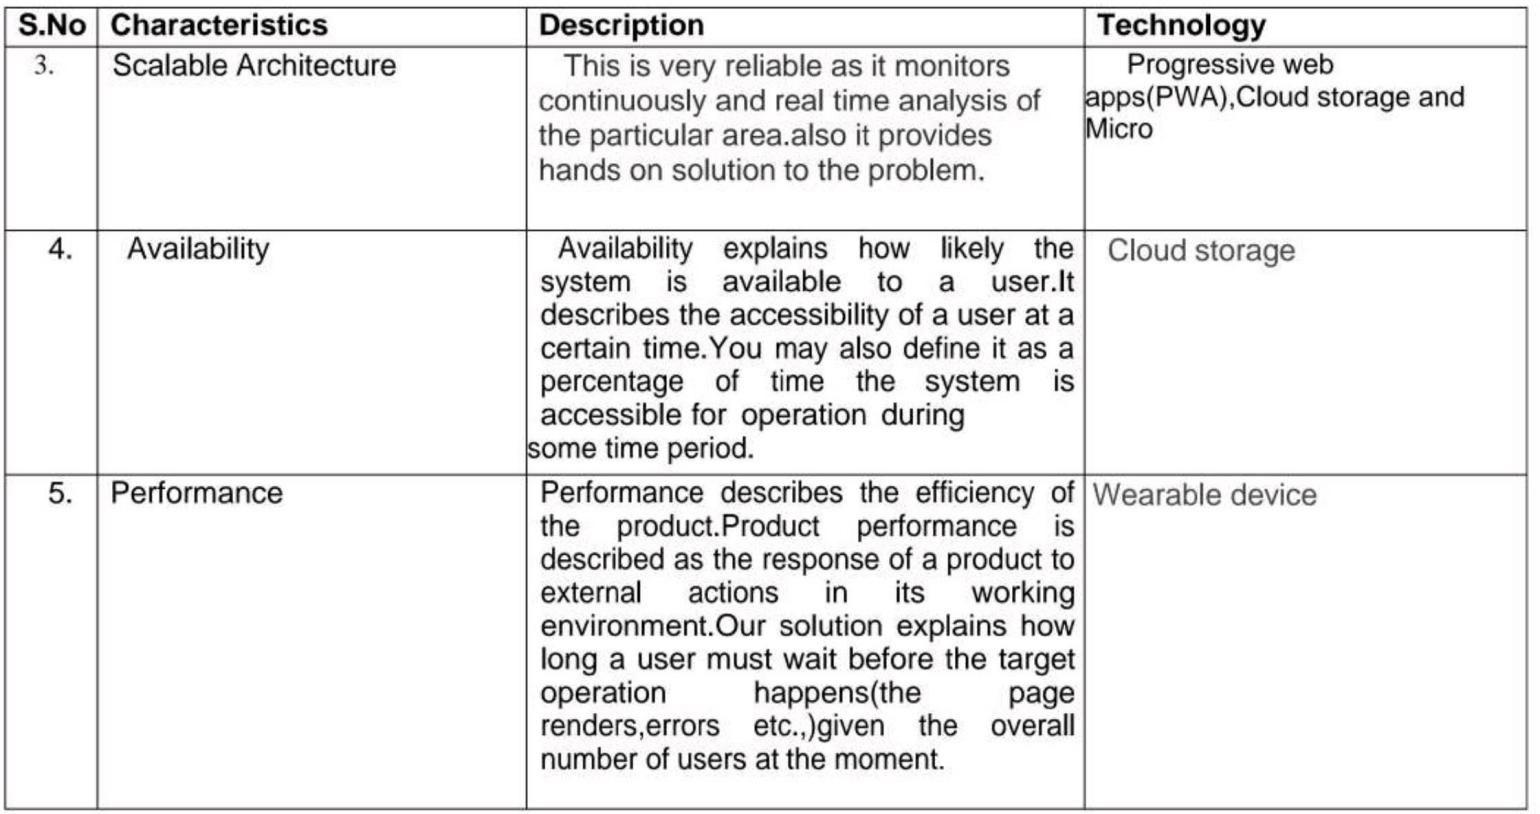 S.No Characteristics Description Technology
3. Scalable Architecture
This is very reliable as it monitors
continuously and real time analysis of
the particular area.also it provides
hands on solution to the problem.
Progressive web
apps(PWA),Cloud storage and
Micro
4. Availability
Availability explains how likely the
system is available to a user.It
describes the accessibility of a user at a
certain time.You may also define it as a
percentage of time the system is
accessible for operation during
some time period.
Cloud storage
5. Performance
Performance describes the efficiency of
the product.Product performance is
described as the response of a product to
external actions in its working
environment.Our solution explains how
long a user must wait before the target
operation happens(the page
renders,errors etc.,)given the overall
number of users at the moment.
Wearable device